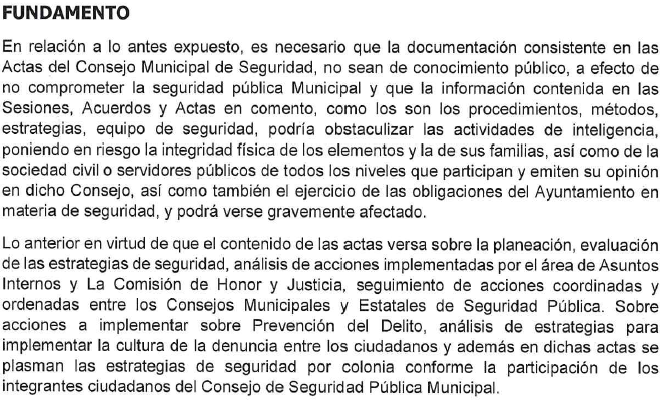 FUNDAMENTO
En relación a lo antes expuesto, es necesario que la documentación consistente en las
Actas del Consejo Municipal de Seguridad, no sean de conocimiento público, a efecto de
no comprometer la seguridad pública Municipal y que la información contenida en las
Sesiones, Acuerdos y Actas en comento, como los son los procedimientos, métodos,
estrategias, equipo de seguridad, podría obstaculizar las actividades de inteligencia,
poniendo en riesgo la integridad física de los elementos y la de sus familias, así como de la
sociedad civil o servidores públicos de todos los niveles que participan y emiten su opinión
en dicho Consejo, así como también el ejercicio de las obligaciones del Ayuntamiento en
materia de seguridad, y podrá verse gravemente afectado.
Lo anterior en virtud de que el contenido de las actas versa sobre la planeación, evaluación
de las estrategias de seguridad, análisis de acciones implementadas por el área de Asuntos
Internos y La Comisión de Honor y Justicia, seguimiento de acciones coordinadas y
ordenadas entre los Consejos Municipales y Estatales de Seguridad Pública. Sobre
acciones a implementar sobre Prevención del Delito, análisis de estrategias para
implementar la cultura de la denuncia entre los ciudadanos y además en dichas actas se
plasman las estrategias de seguridad por colonia conforme la participación de los
integrantes ciudadanos del Consejo de Seguridad Pública Municipal.